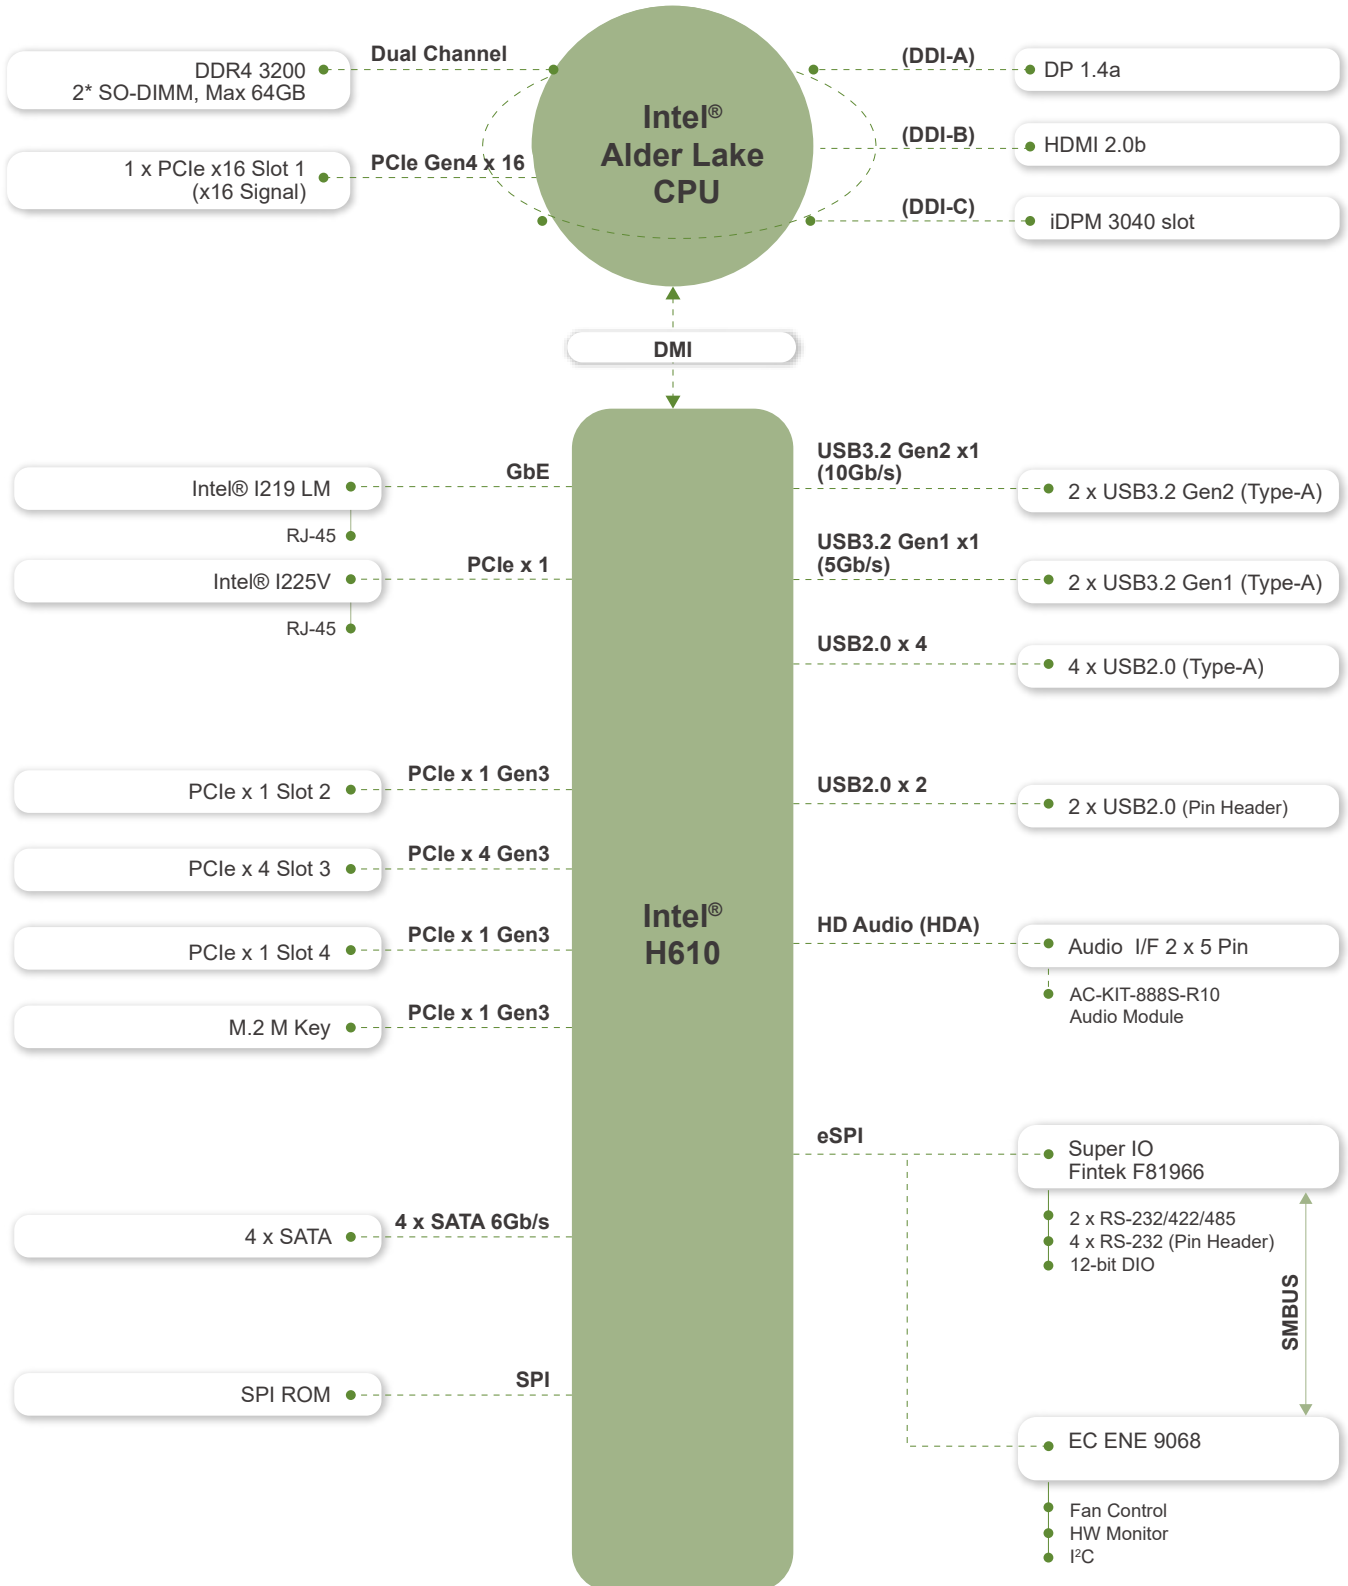 Dual Channel
DDR4 3200
2* SO-DIMM, Max 64GB
PCIe Gen4 x 16
1 x PCIe x16 Slot 1
(x16 Signal)
Intel®
Alder Lake
CPU
(DDI-A)
DP 1.4a
(DDI-B)
HDMI 2.0b
(DDI-C)
iDPM 3040 slot
DMI
GbE
Intel® I219 LM
RJ-45
PCIe x 1
Intel® I225V
RJ-45
PCIe x 1 Gen3
PCIe x 1 Slot 2
PCIe x 4 Gen3
PCIe x 4 Slot 3
PCIe x 1 Gen3
PCIe x 1 Slot 4
PCIe x 1 Gen3
M.2 M Key
4 x SATA 6Gb/s
4 x SATA
SPI
SPI ROM
Intel®
H610
USB3.2 Gen2 x1
(10Gb/s)
2 x USB3.2 Gen2 (Type-A)
USB3.2 Gen1 x1
(5Gb/s)
2 x USB3.2 Gen1 (Type-A)
USB2.0 x 4
4 x USB2.0 (Type-A)
USB2.0 x 2
2 x USB2.0 (Pin Header)
HD Audio (HDA)
Audio I/F 2 x 5 Pin
AC-KIT-888S-R10
Audio Module
eSPI
Super IO
Fintek F81966
2 x RS-232/422/485
4 x RS-232 (Pin Header)
12-bit DIO
SMBUS
EC ENE 9068
Fan Control
HW Monitor
I²C